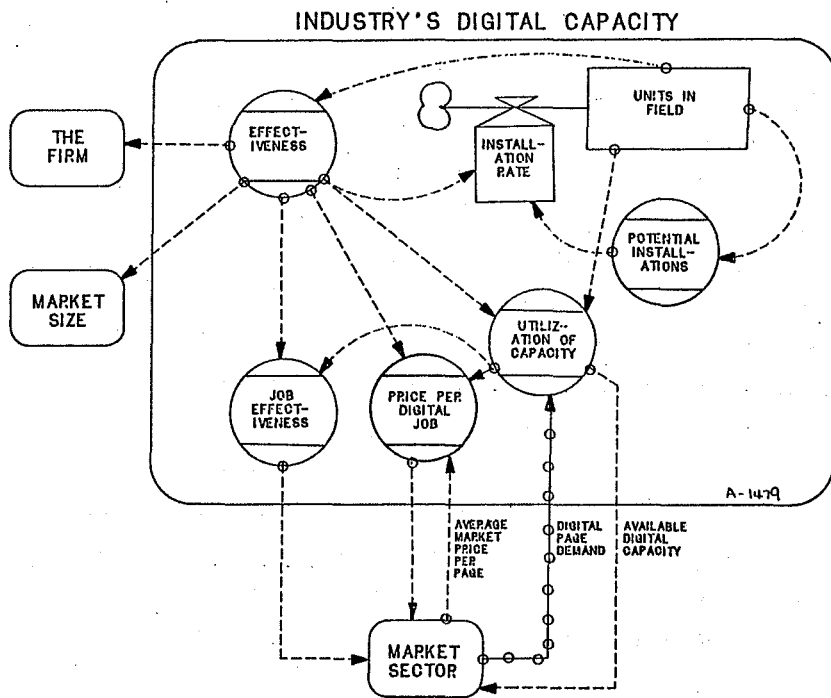 INDUSTRY'S DIGITAL CAPACITY
THE
FIRM
EFFECT-
IVENESS
INSTALL-
ATION
RATE
UNITS IN
FIELD
POTENTIAL
INSTALL-
ATIONS
MARKET
SIZE
UTILIZ-
ATION OF
CAPACITY
JOB
EFFECT-
IVENESS
PRICE PER
DIGITAL
JOB
A-1479
AVERAGE
MARKET
PRICE
PER
PAGE
DIGITAL
PAGE
DEMAND
AVAILABLE
DIGITAL
CAPACITY
MARKET
SECTOR